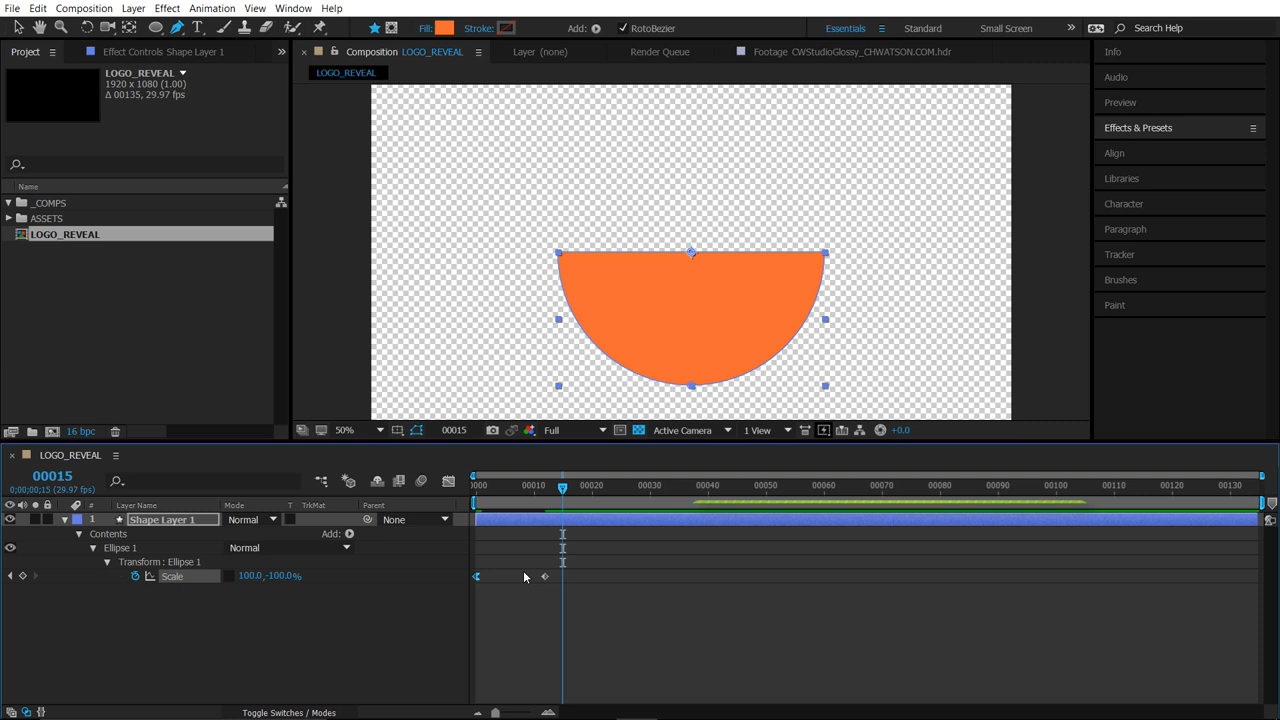 File Edit Composition Layer Effect Animation View Window Help
Fill: Stroke: Add: RotoBezier Essentials Standard Small Screen Search Help
Project Effect Controls Shape Layer 1 Composition LOGO_REVEAL Layer (none) Render Queue Footage CWStudioGlossy_CHWATSON.COM.hdr Info
LOGO_REVEAL
1920 x 1080 (1.00)
Δ 00135, 29.97 fps
LOGO_REVEAL
Audio
Preview
Effects & Presets
Align
Libraries
Character
Paragraph
Tracker
Brushes
Paint
Name
_COMPS
ASSETS
LOGO_REVEAL
16 bpc 50% 00015 Full Active Camera 1 View +0.0
LOGO_REVEAL
00015
0;00;00;15 (29.97 fps)
0000 00010 00020 00030 00040 00050 00060 00070 00080 00090 00100 00110 00120 00130
# Layer Name Mode T TrkMat Parent
1 Shape Layer 1 Normal None
Contents Add:
Ellipse 1 Normal
Transform : Ellipse 1
Scale 100.0,-100.0%
Toggle Switches / Modes